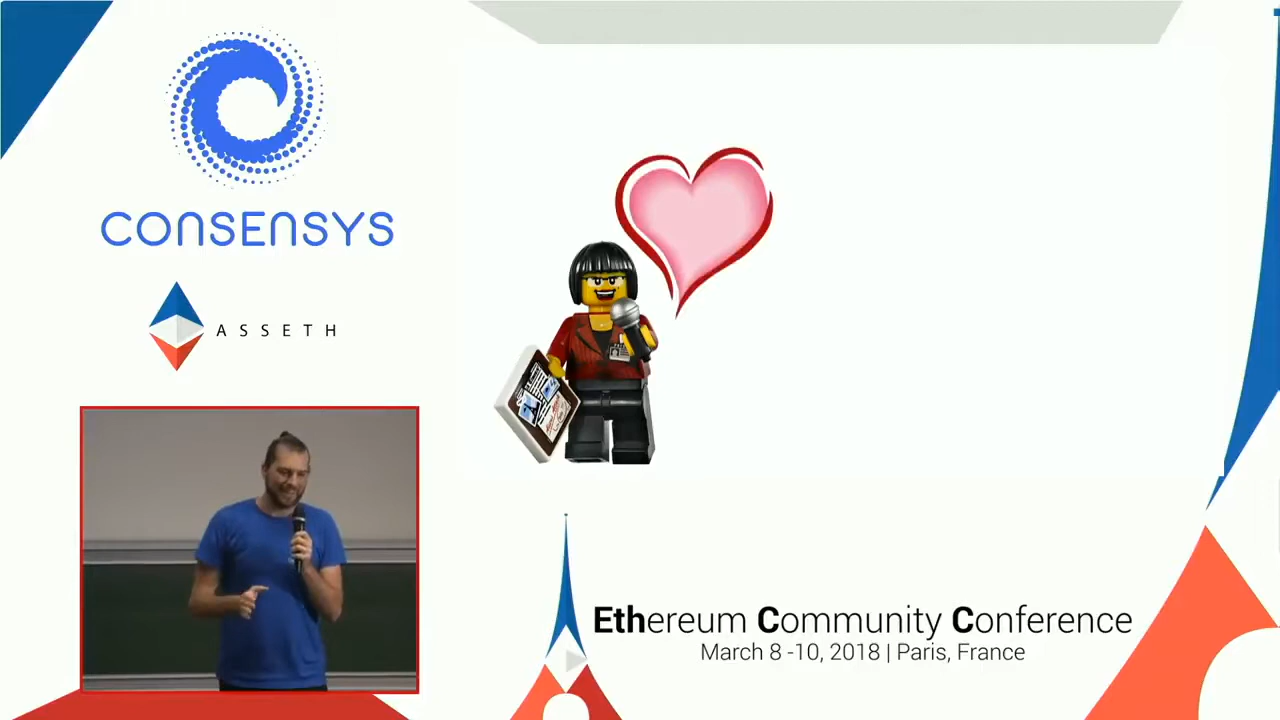 CONSENSYS
ASSETH
Ethereum Community Conference
March 8 -10, 2018 | Paris, France